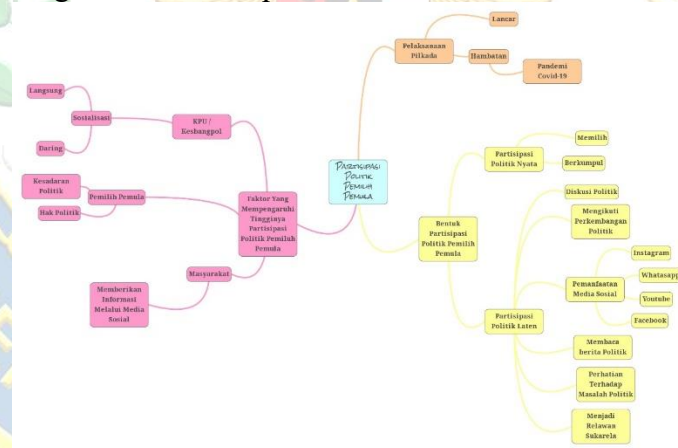 Lancar
Pelaksanaan
Pilkada
Hambatan
Pandemi
Covid-19
Langsung
Sosialisasi
Daring
KPU /
Kesbangpol
Kesadaran
Politik
Pemilih Pemula
Hak Politik
Faktor Yang
Mempengaruhi
Tingginya
Partisipasi
Politik Pemiluh
Pemula
Masyarakat
Memberikan
Informasi
Melalui Media
Sosial
Partisipasi
Politik
Pemilih
Pemula
Bentuk
Partisipasi
Politik Pemilih
Pemula
Partisipasi
Politik Nyata
Memilih
Berkumpul
Partisipasi
Politik Laten
Diskusi Politik
Mengikuti
Perkembangan
Politik
Pemanfaatan
Media Sosial
Instagram
Whatasapp
Youtube
Facebook
Membaca
berita Politik
Perhatian
Terhadap
Masalah Politik
Menjadi
Relawan
Sukarela